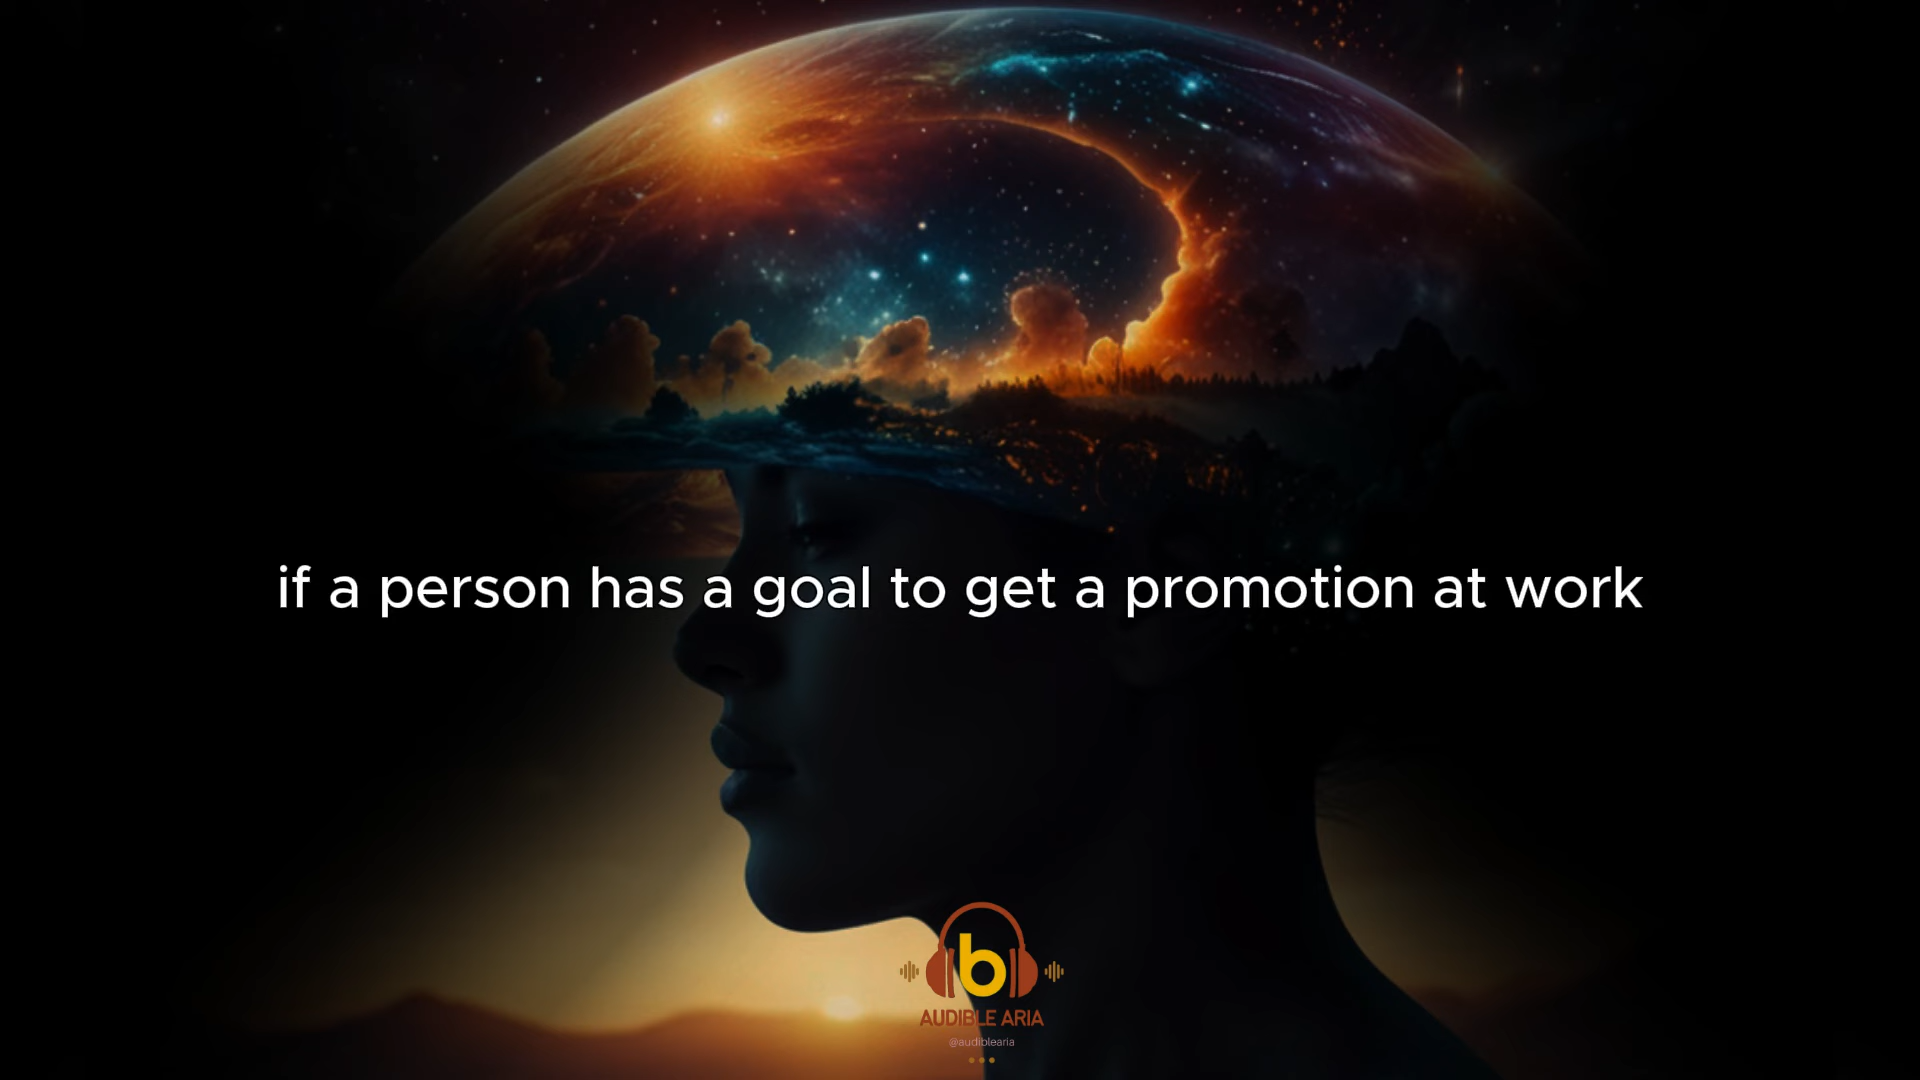 if a person has a goal to get a promotion at work
b
AUDIBLE ARIA
@audiblearia